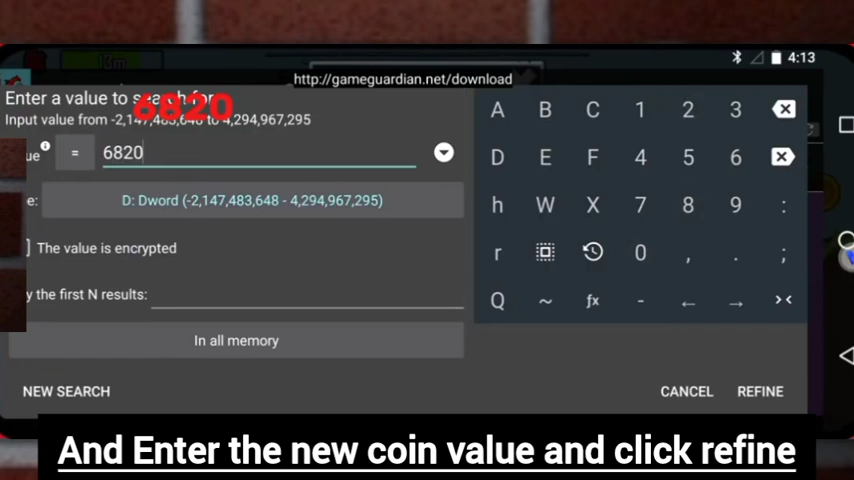 13m
4:13
http://gameguardian.net/download
Enter a value to search for
6820
Input value from -2,147,483,648 to 4,294,967,295
ue
= 6820
e: D: Dword (-2,147,483,648 - 4,294,967,295)
The value is encrypted
y the first N results:
In all memory
NEW SEARCH
CANCEL
REFINE
A B C 1 2 3
D E F 4 5 6
h W X 7 8 9 :
r 0 , . ;
Q ~ ƒx - ← → ><
And Enter the new coin value and click refine